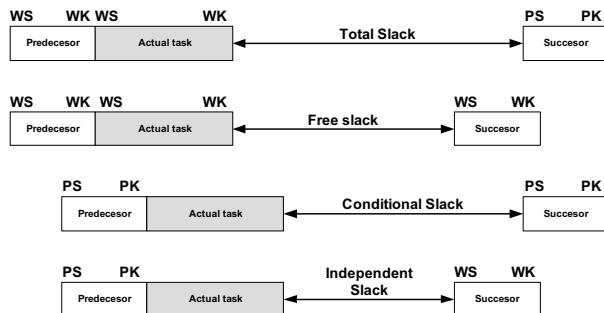 WS WK WS WK PS PK
Predecesor Actual task Total Slack Succesor
WS WK WS WK WS WK
Predecesor Actual task Free slack Succesor
PS PK PS PK
Predecesor Actual task Conditional Slack Succesor
PS PK Independent WS WK
Slack
Predecesor Actual task Succesor